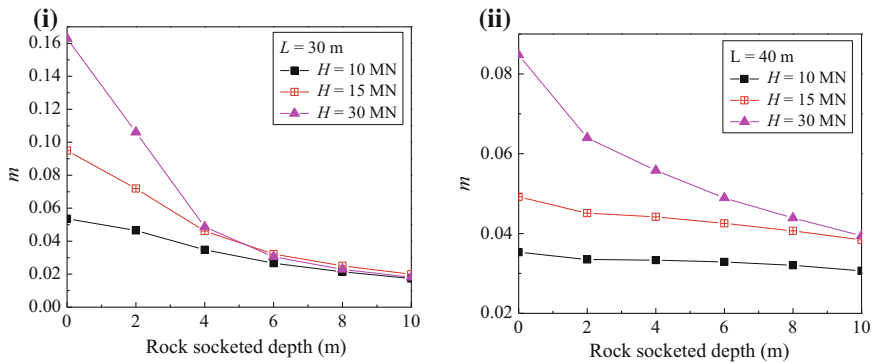 (i)
L = 30 m
H = 10 MN
H = 15 MN
H = 30 MN
0.16
0.14
0.12
0.10
0.08
0.06
0.04
0.02
0.00
m
0 2 4 6 8 10
Rock socketed depth (m)
(ii)
L = 40 m
H = 10 MN
H = 15 MN
H = 30 MN
0.08
0.06
0.04
0.02
m
0 2 4 6 8 10
Rock socketed depth (m)